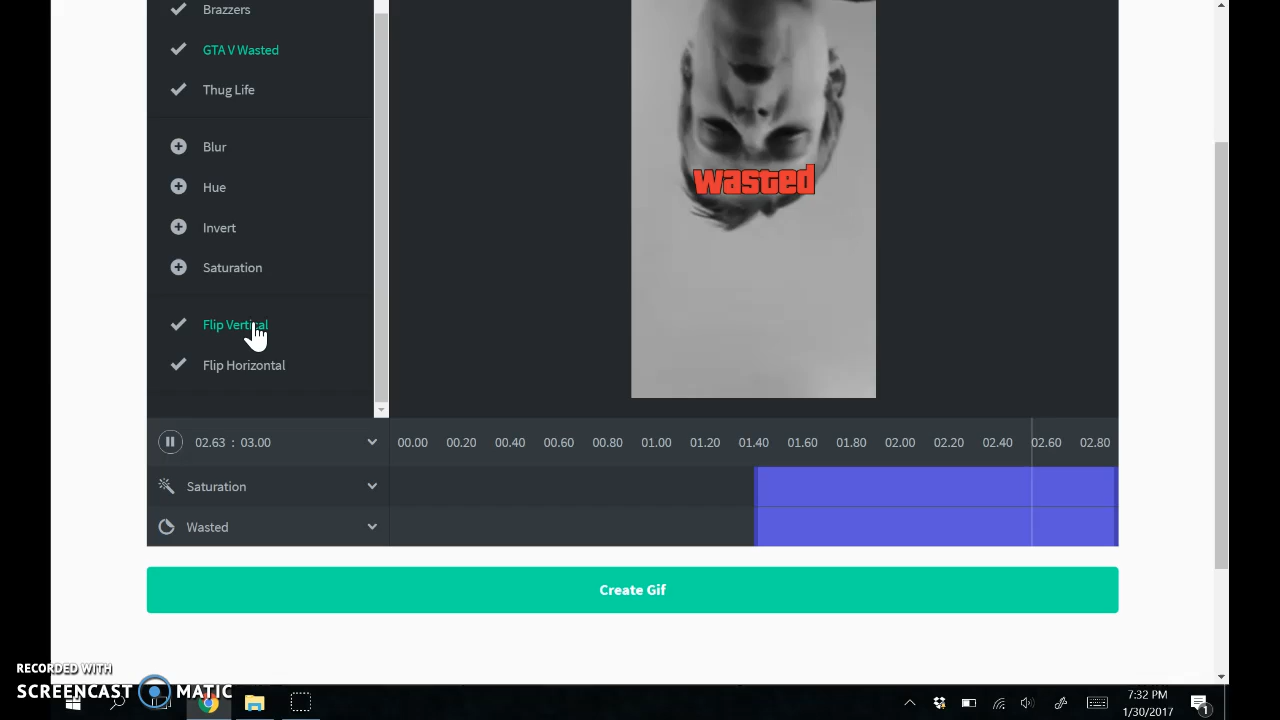 Brazzers
GTA V Wasted
Thug Life
Blur
Hue
Invert
Saturation
Flip Vertical
Flip Horizontal
wasted
02.63 : 03.00
00.00 00.20 00.40 00.60 00.80 01.00 01.20 01.40 01.60 01.80 02.00 02.20 02.40 02.60 02.80
Saturation
Wasted
Create Gif
RECORDED WITH
SCREENCAST MATIC
7:32 PM
1/30/2017
1